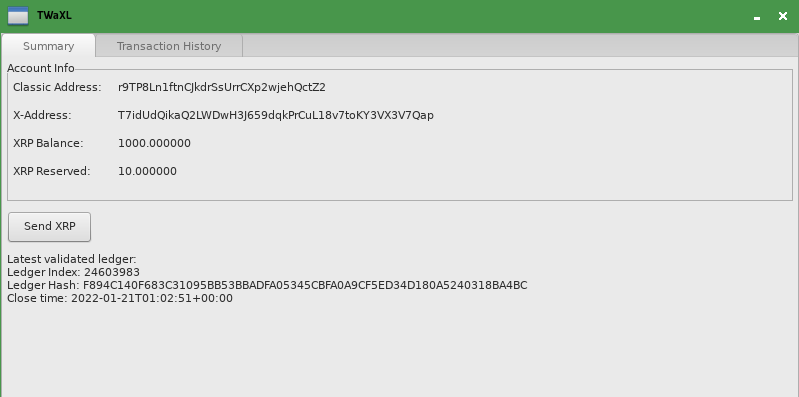 TWaXL
Summary
Transaction History
Account Info
Classic Address: r9TP8Ln1ftnCJkdrSsUrrCXp2wjehQctZ2
X-Address: T7idUdQikaQ2LWDwH3J659dqkPrCuL18v7toKY3VX3V7Qap
XRP Balance: 1000.000000
XRP Reserved: 10.000000
Send XRP
Latest validated ledger:
Ledger Index: 24603983
Ledger Hash: F894C140F683C31095BB53BBADFA05345CBFA0A9CF5ED34D180A5240318BA4BC
Close time: 2022-01-21T01:02:51+00:00